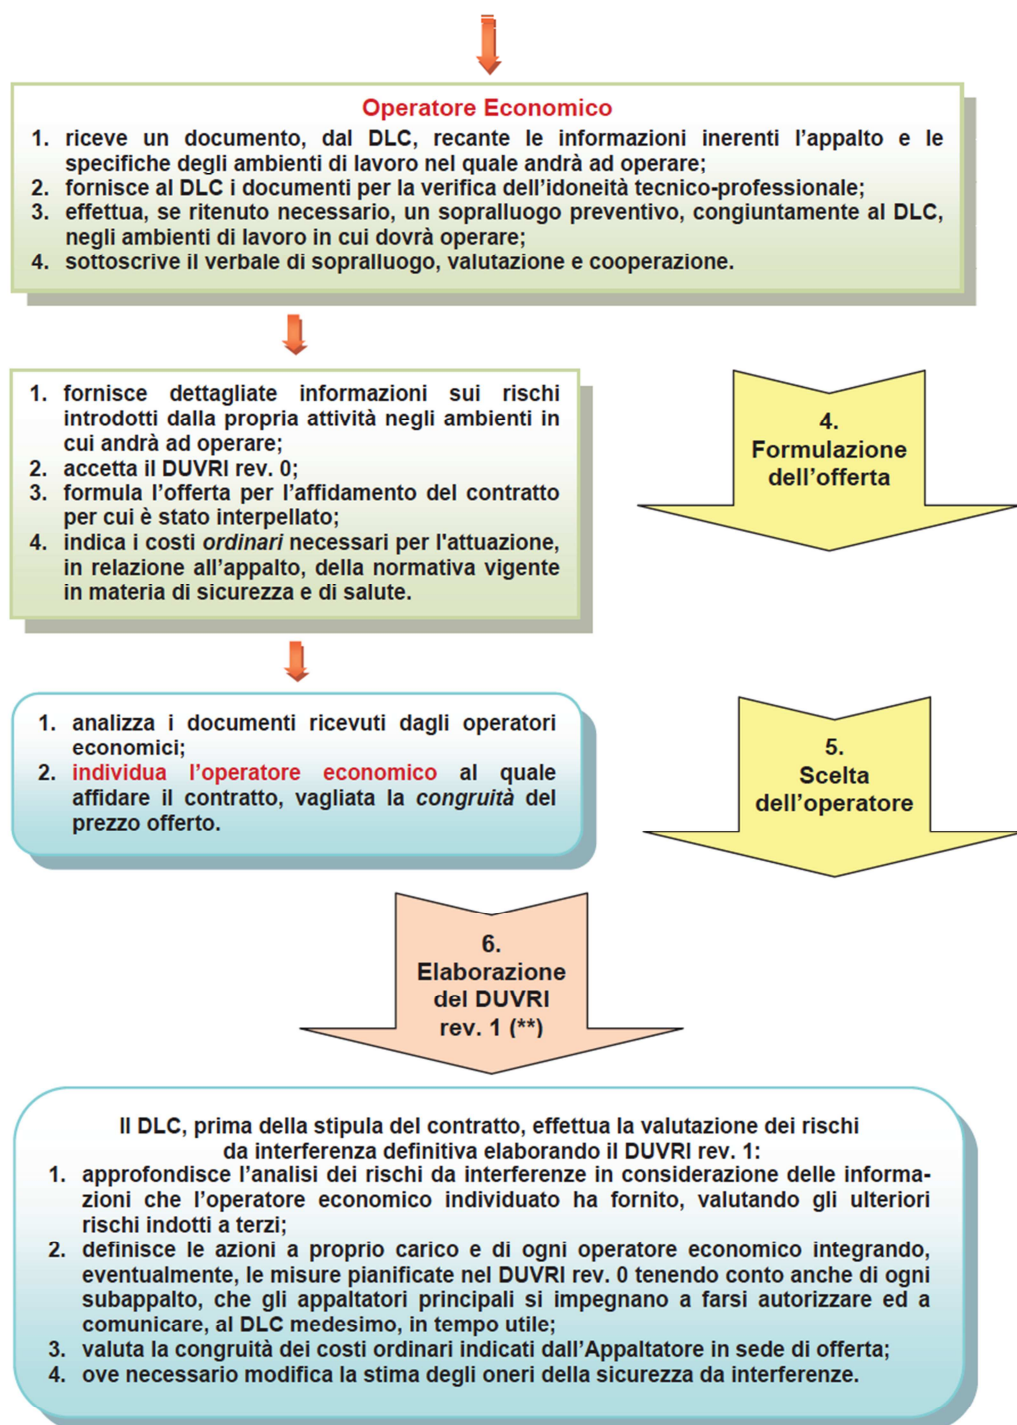 Operatore Economico
1. riceve un documento, dal DLC, recante le informazioni inerenti l’appalto e le
specifiche degli ambienti di lavoro nel quale andrà ad operare;
2. fornisce al DLC i documenti per la verifica dell’idoneità tecnico-professionale;
3. effettua, se ritenuto necessario, un sopralluogo preventivo, congiuntamente al DLC,
negli ambienti di lavoro in cui dovrà operare;
4. sottoscrive il verbale di sopralluogo, valutazione e cooperazione.
1. fornisce dettagliate informazioni sui rischi
introdotti dalla propria attività negli ambienti in
cui andrà ad operare;
2. accetta il DUVRI rev. 0;
3. formula l’offerta per l’affidamento del contratto
per cui è stato interpellato;
4. indica i costi ordinari necessari per l'attuazione,
in relazione all’appalto, della normativa vigente
in materia di sicurezza e di salute.
4.
Formulazione
dell’offerta
1. analizza i documenti ricevuti dagli operatori
economici;
2. individua l’operatore economico al quale
affidare il contratto, vagliata la congruità del
prezzo offerto.
5.
Scelta
dell’operatore
6.
Elaborazione
del DUVRI
rev. 1 (**)
Il DLC, prima della stipula del contratto, effettua la valutazione dei rischi
da interferenza definitiva elaborando il DUVRI rev. 1:
1. approfondisce l’analisi dei rischi da interferenze in considerazione delle informa-
zioni che l’operatore economico individuato ha fornito, valutando gli ulteriori
rischi indotti a terzi;
2. definisce le azioni a proprio carico e di ogni operatore economico integrando,
eventualmente, le misure pianificate nel DUVRI rev. 0 tenendo conto anche di ogni
subappalto, che gli appaltatori principali si impegnano a farsi autorizzare ed a
comunicare, al DLC medesimo, in tempo utile;
3. valuta la congruità dei costi ordinari indicati dall’Appaltatore in sede di offerta;
4. ove necessario modifica la stima degli oneri della sicurezza da interferenze.